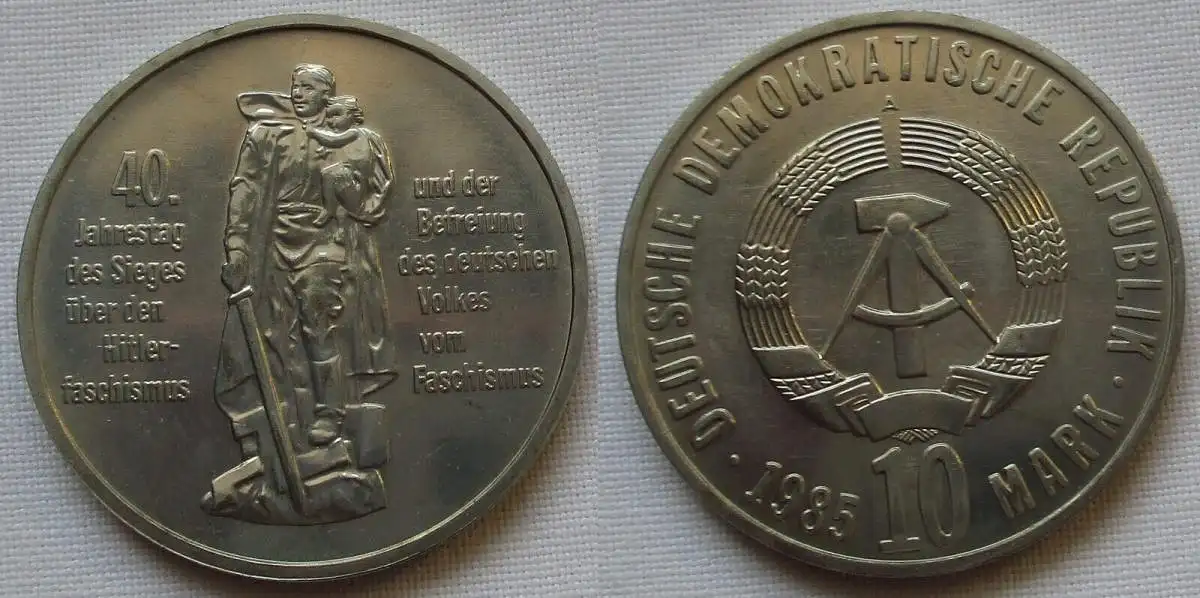 40.
Jahrestag
des Sieges
über den
Hitler-
faschismus
und der
Befreiung
des deutschen
Volkes
vom
Faschismus
DEUTSCHE DEMOKRATISCHE REPUBLIK
A
· 1985 10 MARK ·